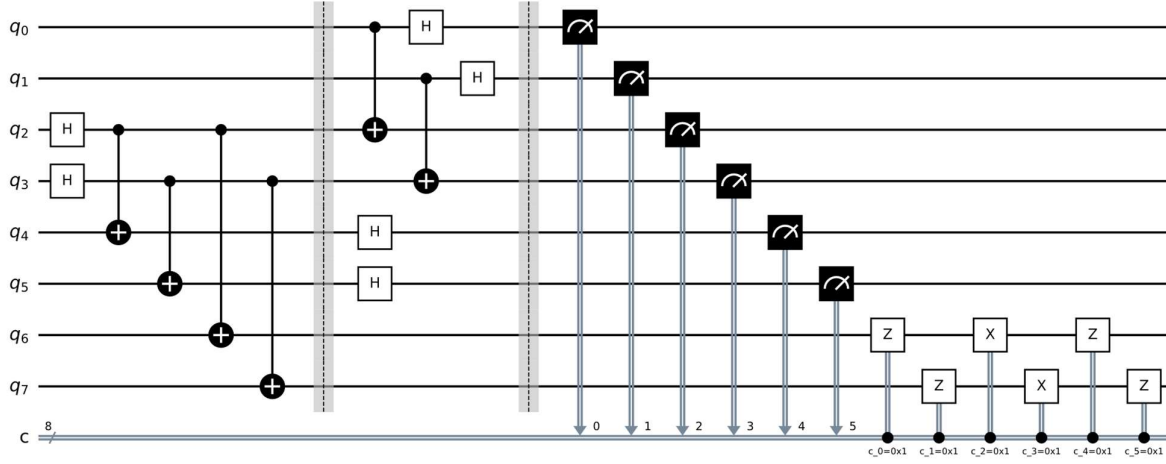 q0 H
q1 H
q2 H
q3 H
q4 H
q5 H
q6 Z X Z
q7 Z X Z
c 8 0 1 2 3 4 5
c_0=0x1 c_1=0x1 c_2=0x1 c_3=0x1 c_4=0x1 c_5=0x1